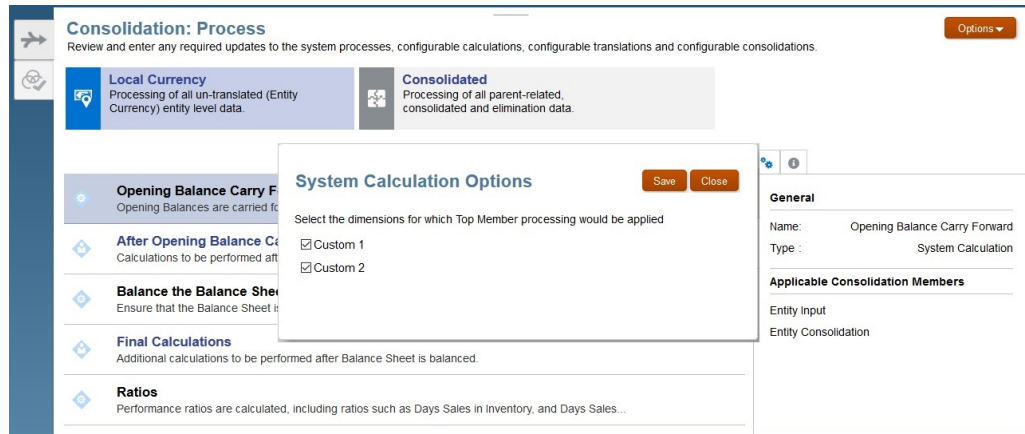 Consolidation: Process
Options
Review and enter any required updates to the system processes, configurable calculations, configurable translations and configurable consolidations.
Local Currency
Processing of all un-translated (Entity
Currency) entity level data.
Consolidated
Processing of all parent-related,
consolidated and elimination data.
Opening Balance Carry F
Opening Balances are carried fo
After Opening Balance Ca
Calculations to be performed aft
Balance the Balance She
Ensure that the Balance Sheet is
Final Calculations
Additional calculations to be performed after Balance Sheet is balanced.
Ratios
Performance ratios are calculated, including ratios such as Days Sales in Inventory, and Days Sales...
System Calculation Options
Save Close
Select the dimensions for which Top Member processing would be applied
Custom 1
Custom 2
General
Name: Opening Balance Carry Forward
Type : System Calculation
Applicable Consolidation Members
Entity Input
Entity Consolidation